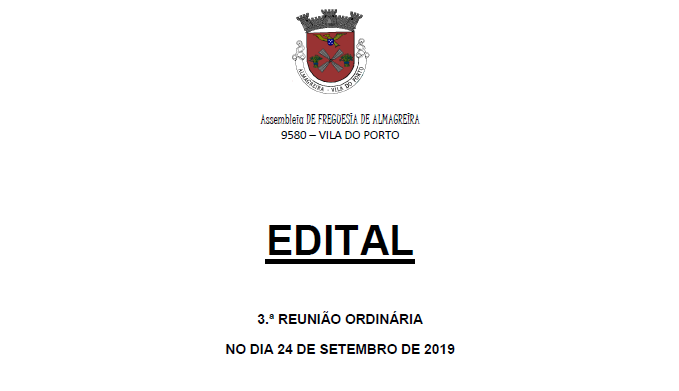 ALMAGREIRA - VILA DO PORTO
Assembleia DE FREGUESIA DE ALMAGREIRA
9580 – VILA DO PORTO
EDITAL
3.ª REUNIÃO ORDINÁRIA
NO DIA 24 DE SETEMBRO DE 2019